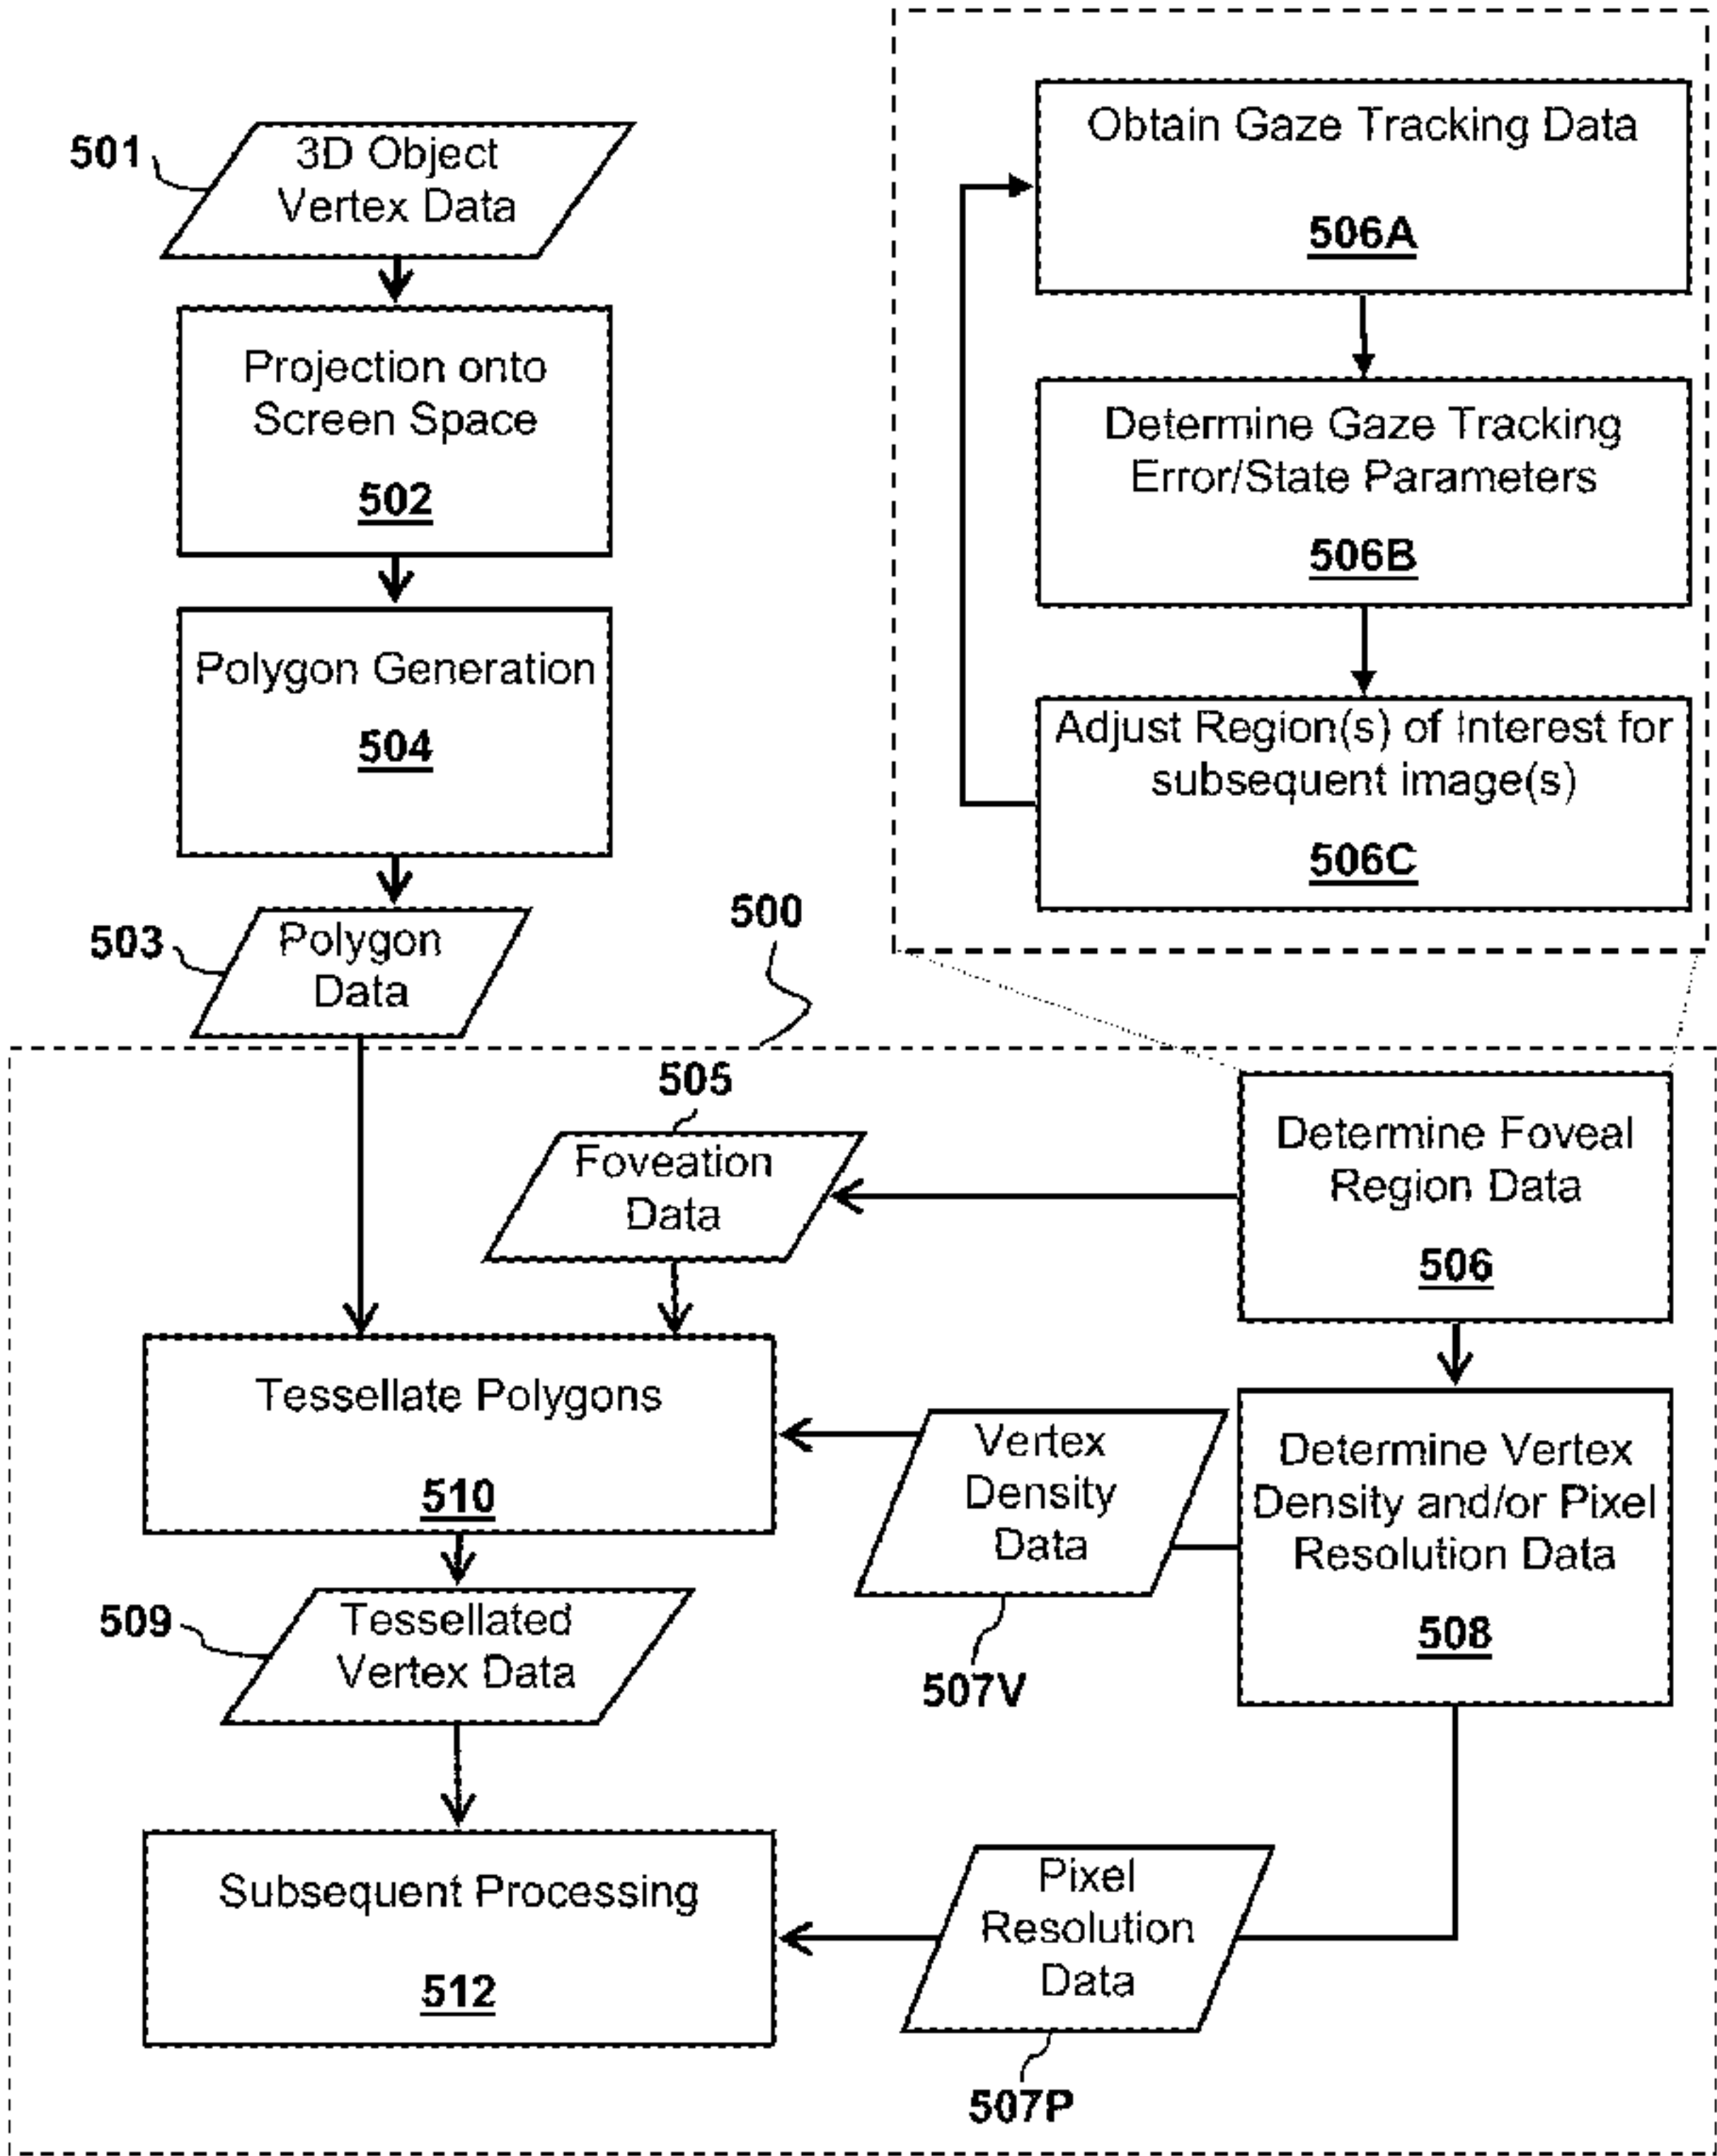 501
3D Object
Vertex Data
Projection onto
Screen Space
502
Polygon Generation
504
503
Polygon
Data
Obtain Gaze Tracking Data
506A
Determine Gaze Tracking
Error/State Parameters
506B
Adjust Region(s) of Interest for
subsequent image(s)
506C
500
505
Foveation
Data
Determine Foveal
Region Data
506
Tessellate Polygons
510
Vertex
Density
Data
507V
Determine Vertex
Density and/or Pixel
Resolution Data
508
509
Tessellated
Vertex Data
Subsequent Processing
512
Pixel
Resolution
Data
507P